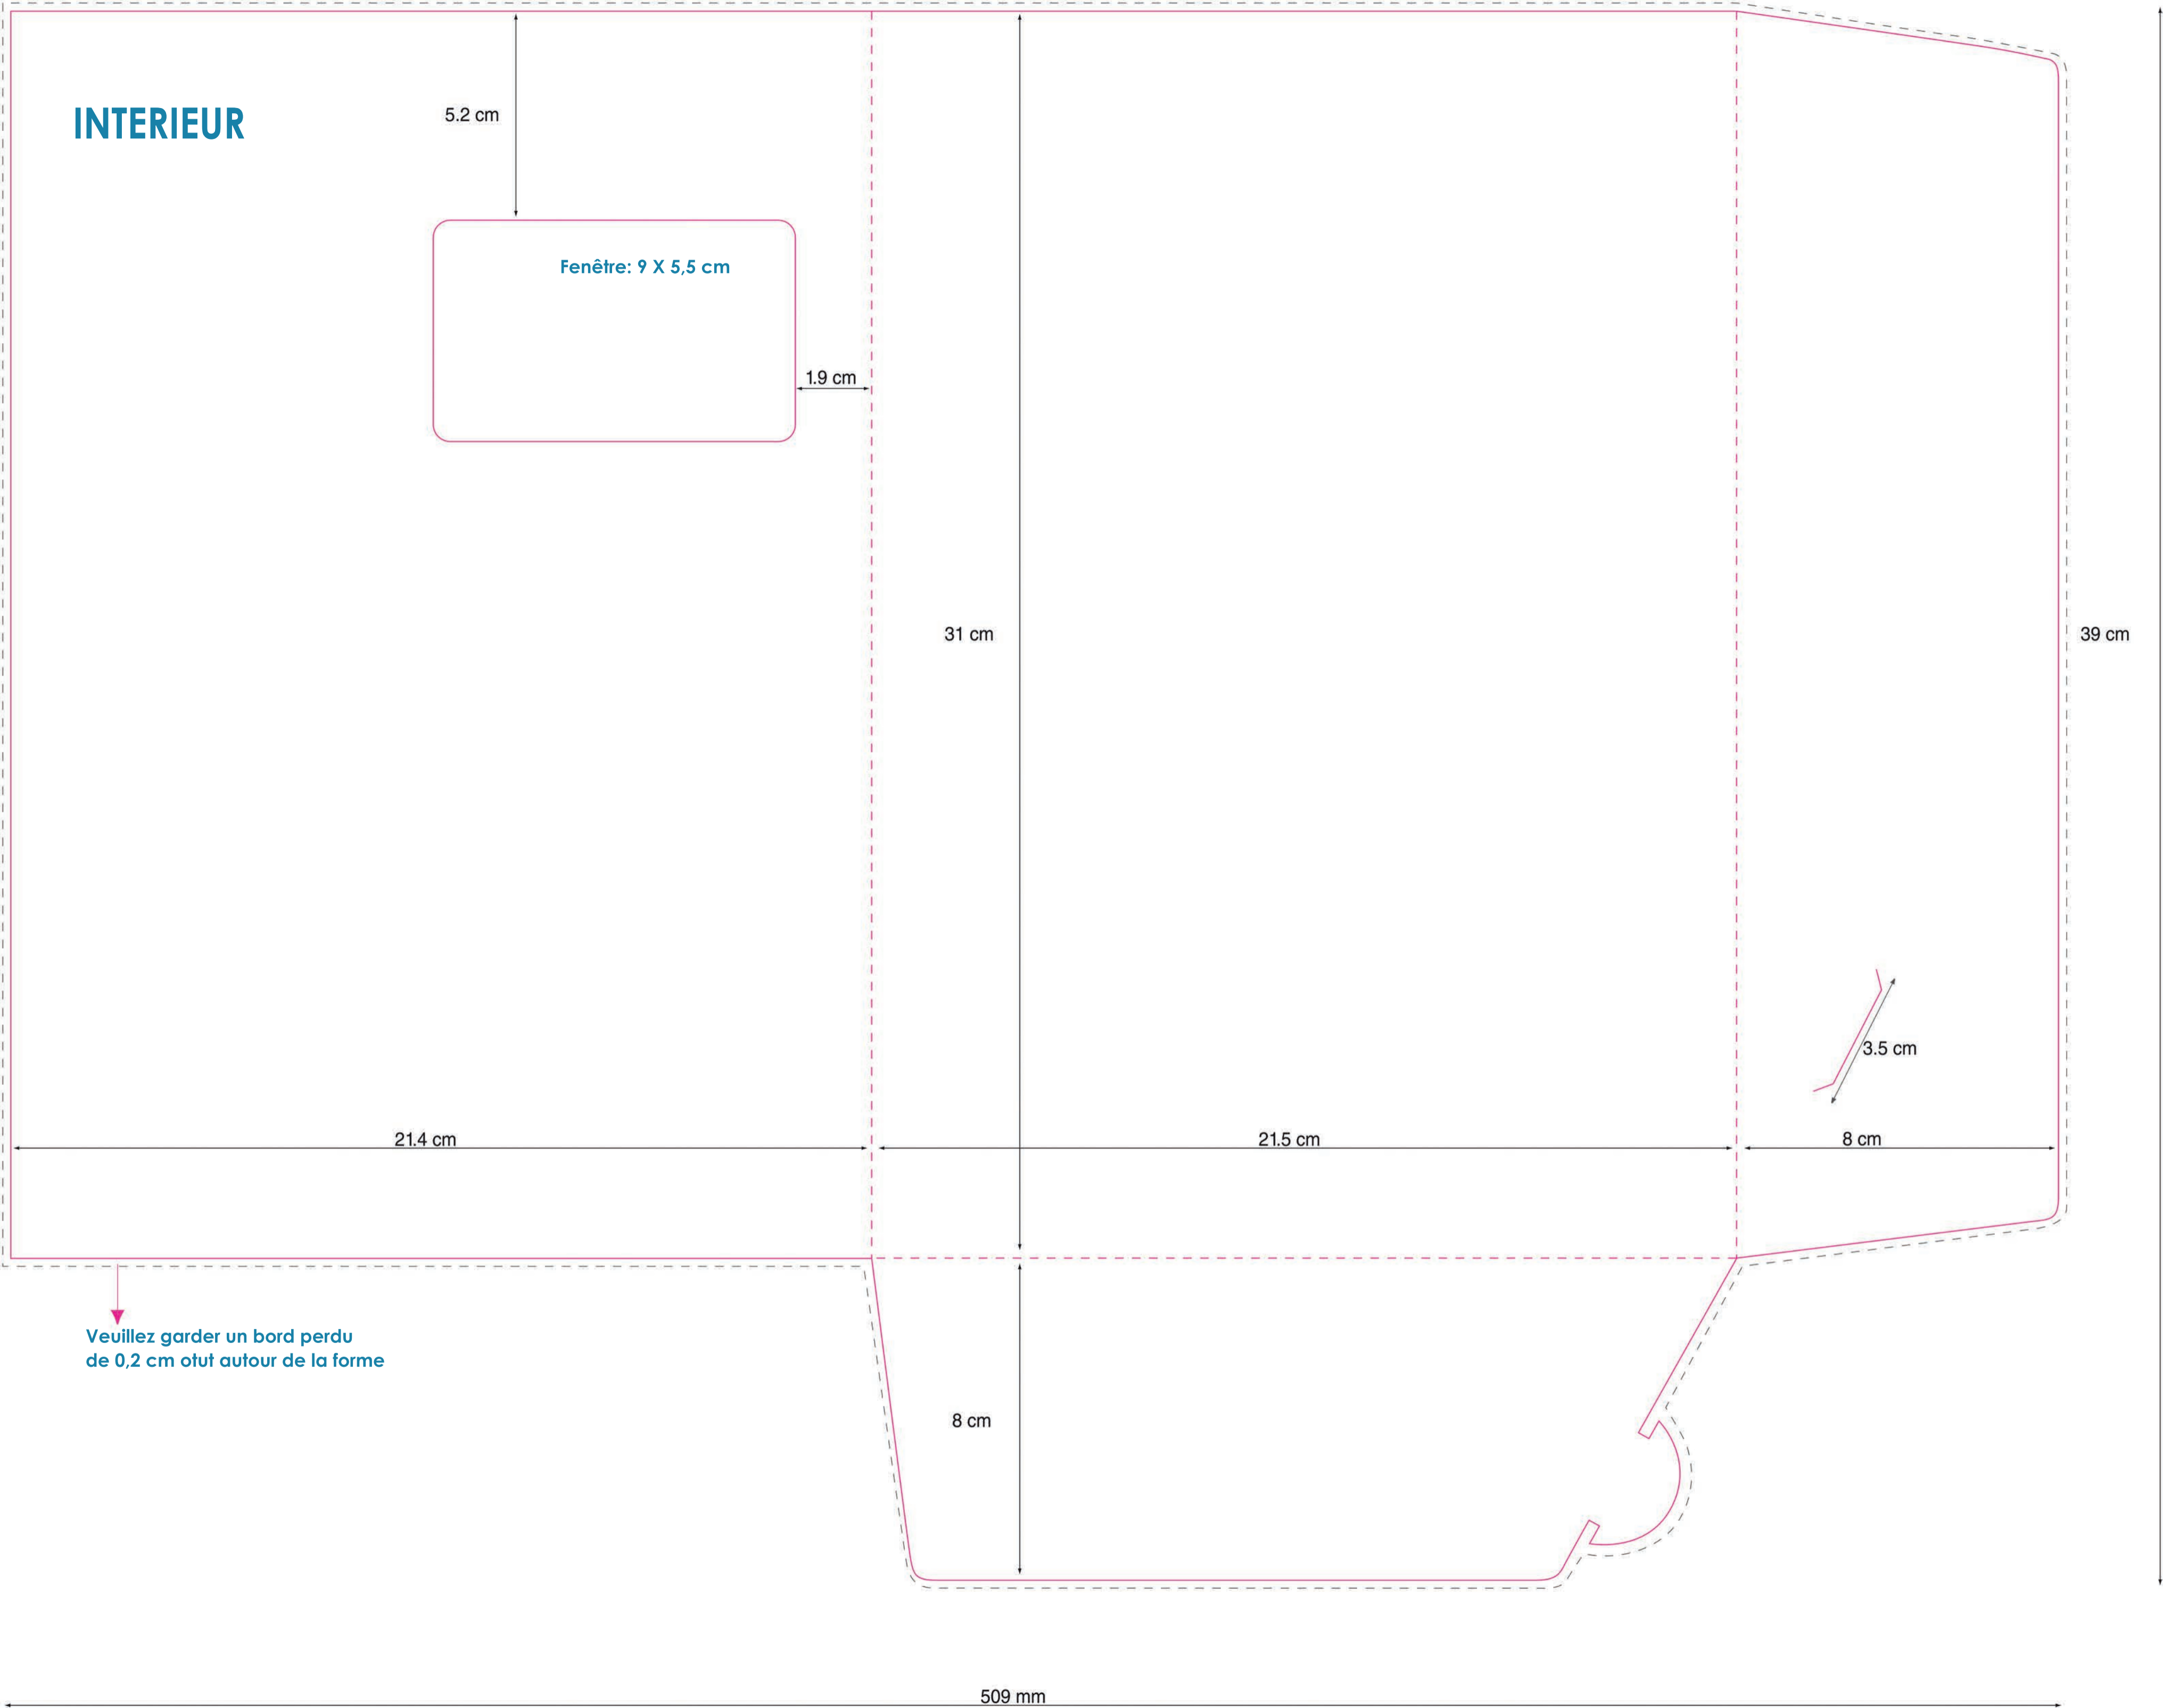 INTERIEUR
5.2 cm
Fenêtre: 9 X 5,5 cm
1.9 cm
31 cm
39 cm
3.5 cm
21.4 cm
21.5 cm
8 cm
Veuillez garder un bord perdu
de 0,2 cm otut autour de la forme
8 cm
509 mm